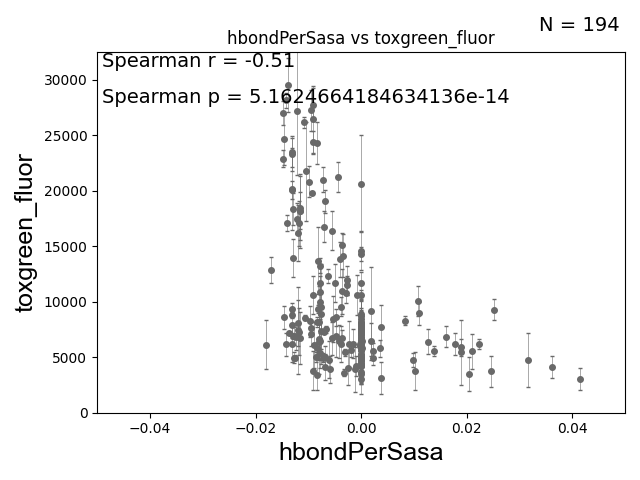 N = 194
hbondPerSasa vs toxgreen_fluor
Spearman r = -0.51
Spearman p = 5.1624664184634136e-14
toxgreen_fluor
30000
25000
20000
15000
10000
5000
0
−0.04
−0.02
0.00
0.02
0.04
hbondPerSasa